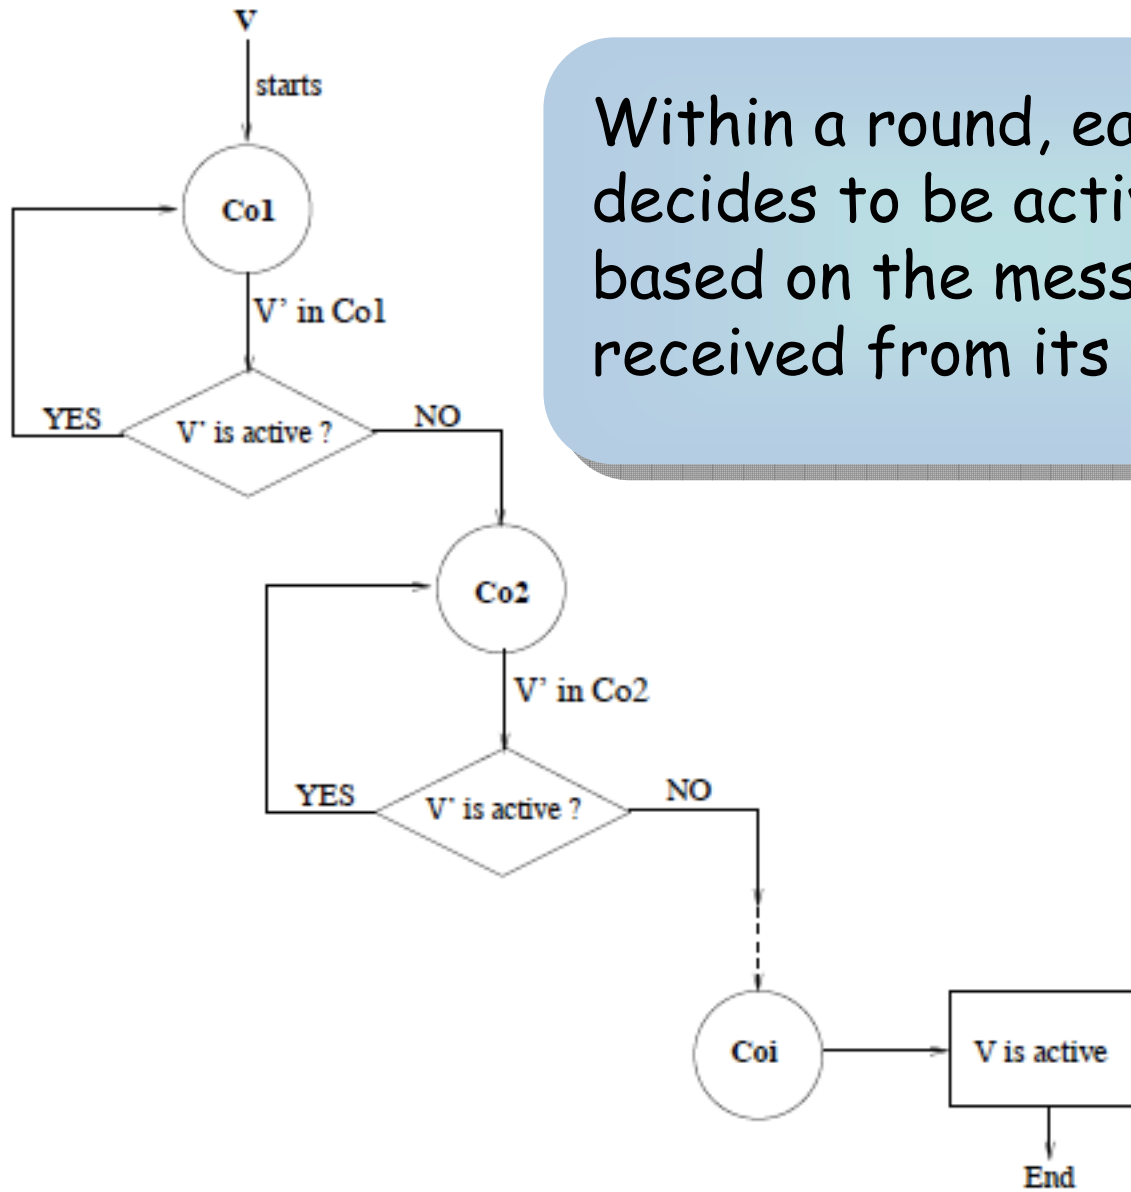 V
starts
Within a round, ea
decides to be activ
based on the mess
received from its
Co1
V' in Co1
YES
V' is active ?
NO
Co2
V' in Co2
YES
V' is active ?
NO
Coi
V is active
End